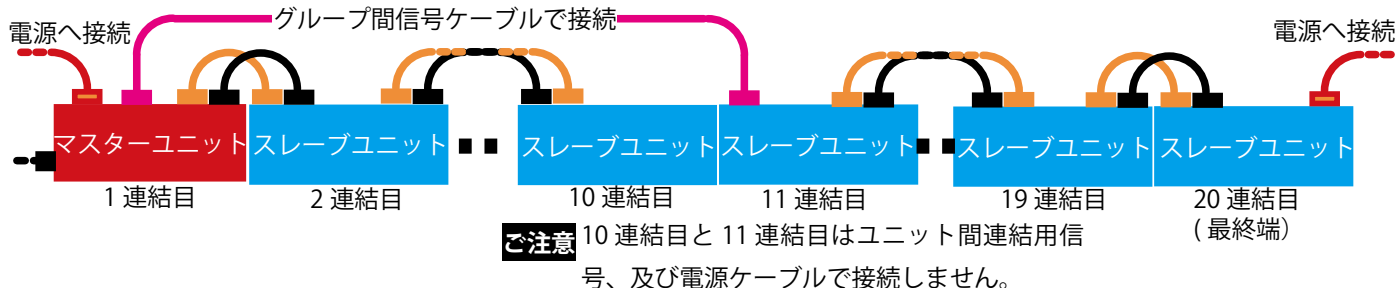 グループ間信号ケーブルで接続
電源へ接続
電源へ接続
マスターユニット
スレーブユニット
スレーブユニット
スレーブユニット
スレーブユニット
スレーブユニット
1 連結目
2 連結目
10 連結目
11 連結目
19 連結目
20 連結目
( 最終端）
ご注意 10 連結目と 11 連結目はユニット間連結用信
号、及び電源ケーブルで接続しません。